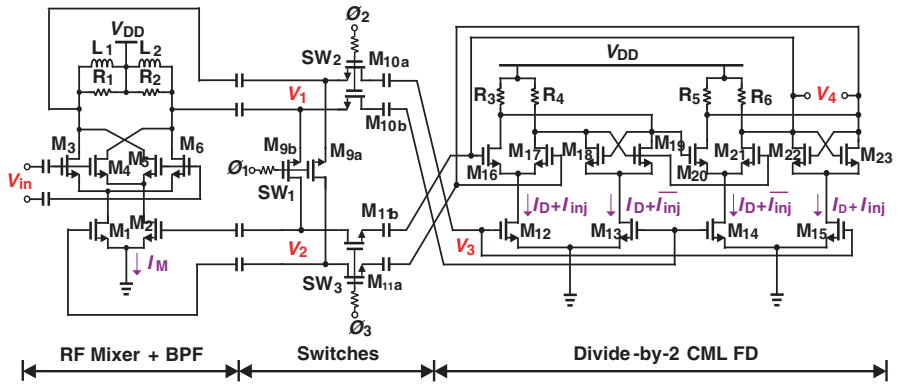 Ø2
VDD
L1 L2
R1 R2
SW2
M10a
VDD
V1
M10b
R3 R4
R5 R6
V4
M3
M4
M5
M6
Vin
M9b
M9a
Ø1
SW1
M16
M17
M18
M19
M20
M21
M22
M23
M1
M2
M11b
ID+Iinj
ID+Iinj
ID+Iinj
ID+Iinj
V2
V3
M12
M13
M14
M15
IM
SW3
M11a
Ø3
RF Mixer + BPF
Switches
Divide-by-2 CML FD